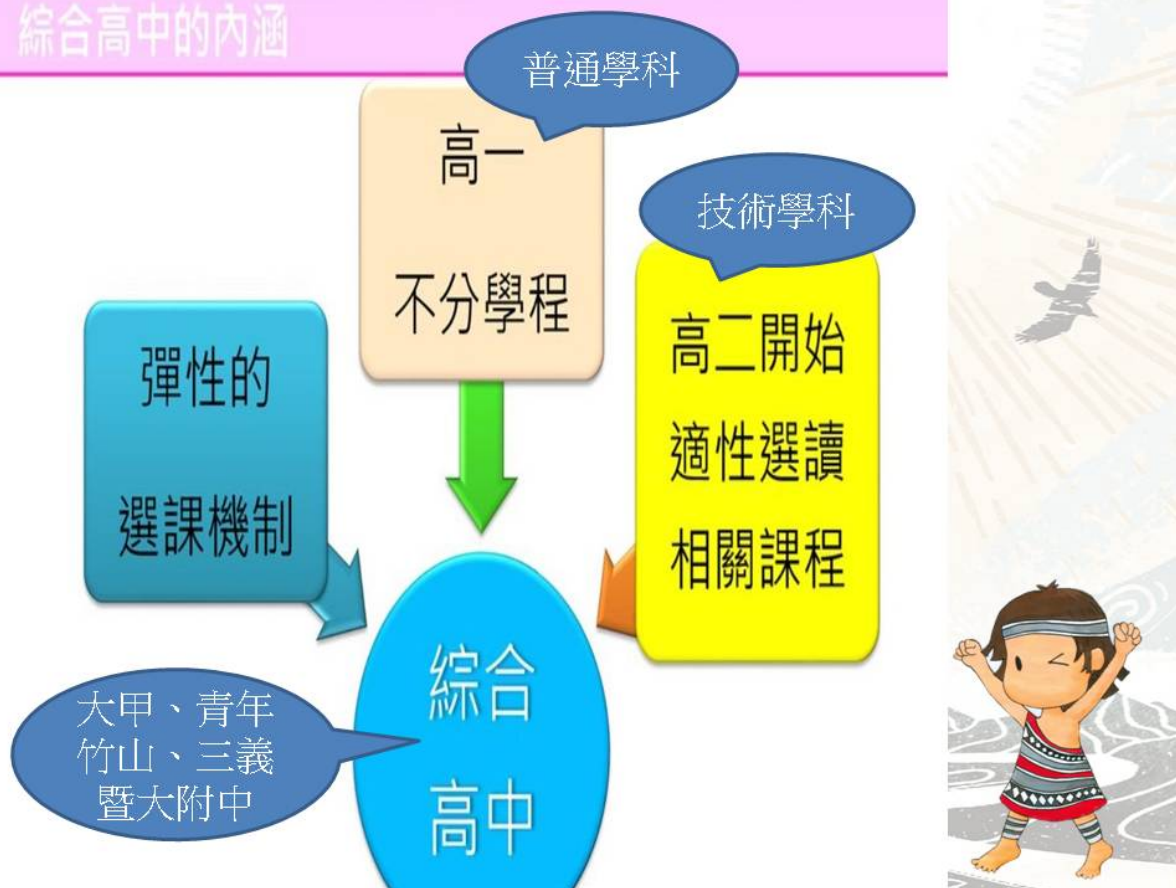 綜合高中的內涵
普通學科
高一
不分學程
技術學科
高二開始
適性選讀
相關課程
彈性的
選課機制
綜合
高中
大甲、青年
竹山、三義
暨大附中